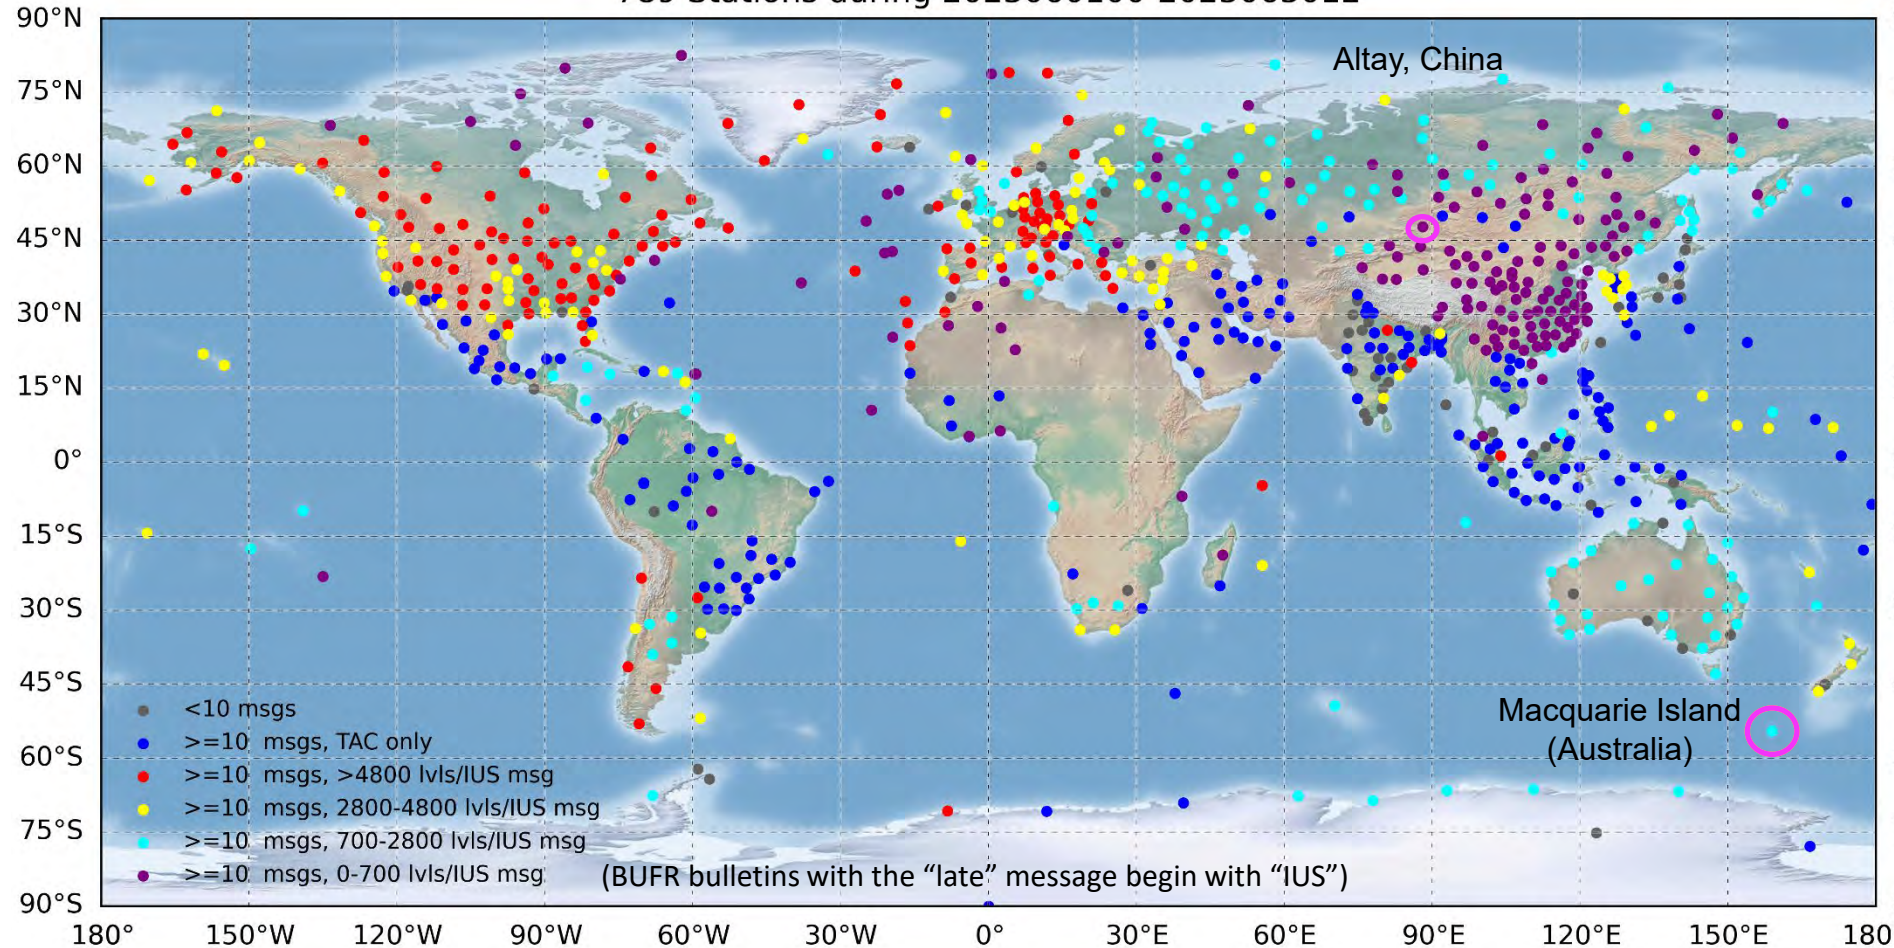 90°N
75°N
60°N
45°N
30°N
15°N
0°
15°S
30°S
45°S
60°S
75°S
90°S
Altay, China
Macquarie Island
(Australia)
<10 msgs
>=10 msgs, TAC only
>=10 msgs, >4800 lvls/IUS msg
>=10 msgs, 2800-4800 lvls/IUS msg
>=10 msgs, 700-2800 lvls/IUS msg
>=10 msgs, 0-700 lvls/IUS msg
(BUFR bulletins with the “late” message begin with “IUS”)
180° 150°W 120°W 90°W 60°W 30°W 0° 30°E 60°E 90°E 120°E 150°E 180°